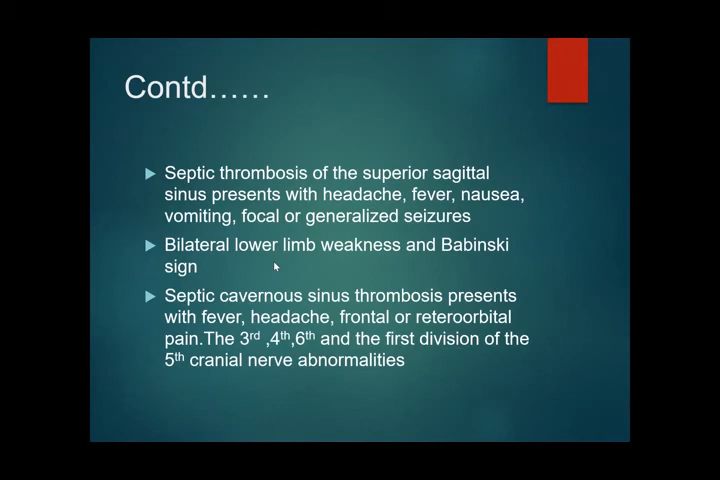 Contd......
Septic thrombosis of the superior sagittal
sinus presents with headache, fever, nausea,
vomiting, focal or generalized seizures
Bilateral lower limb weakness and Babinski
sign
Septic cavernous sinus thrombosis presents
with fever, headache, frontal or reteroorbital
pain.The 3rd ,4th,6th and the first division of the
5th cranial nerve abnormalities